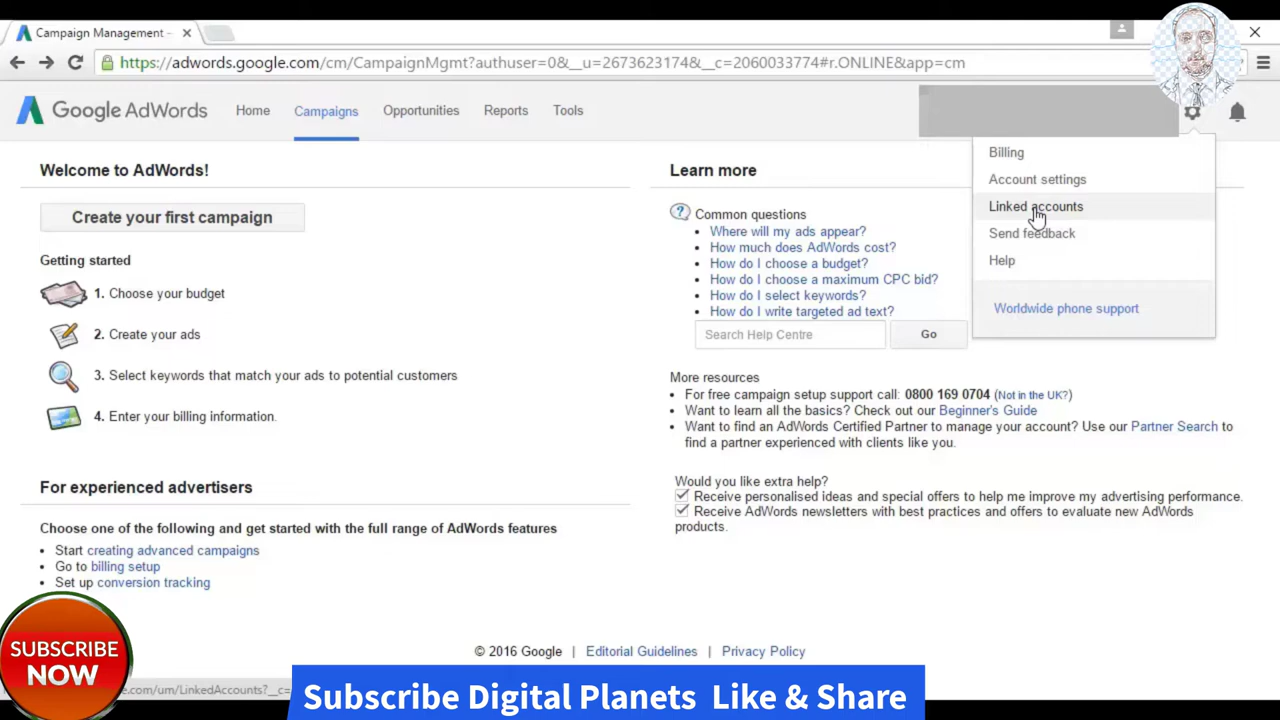 Campaign Management -
https://adwords.google.com/cm/CampaignMgmt?authuser=0&__u=2673623174&__c=2060033774#r.ONLINE&app=cm
Google AdWords
Home
Campaigns
Opportunities
Reports
Tools
Billing
Account settings
Linked accounts
Send feedback
Help
Worldwide phone support
Welcome to AdWords!
Create your first campaign
Getting started
1. Choose your budget
2. Create your ads
3. Select keywords that match your ads to potential customers
4. Enter your billing information.
For experienced advertisers
Choose one of the following and get started with the full range of AdWords features
• Start creating advanced campaigns
• Go to billing setup
• Set up conversion tracking
Learn more
Common questions
• Where will my ads appear?
• How much does AdWords cost?
• How do I choose a budget?
• How do I choose a maximum CPC bid?
• How do I select keywords?
• How do I write targeted ad text?
Search Help Centre
Go
More resources
• For free campaign setup support call: 0800 169 0704 (Not in the UK?)
• Want to learn all the basics? Check out our Beginner's Guide
• Want to find an AdWords Certified Partner to manage your account? Use our Partner Search to
find a partner experienced with clients like you.
Would you like extra help?
Receive personalised ideas and special offers to help me improve my advertising performance.
Receive AdWords newsletters with best practices and offers to evaluate new AdWords
products.
© 2016 Google | Editorial Guidelines | Privacy Policy
SUBSCRIBE
NOW
e.com/um/LinkedAccounts?__c=
Subscribe Digital Planets Like & Share